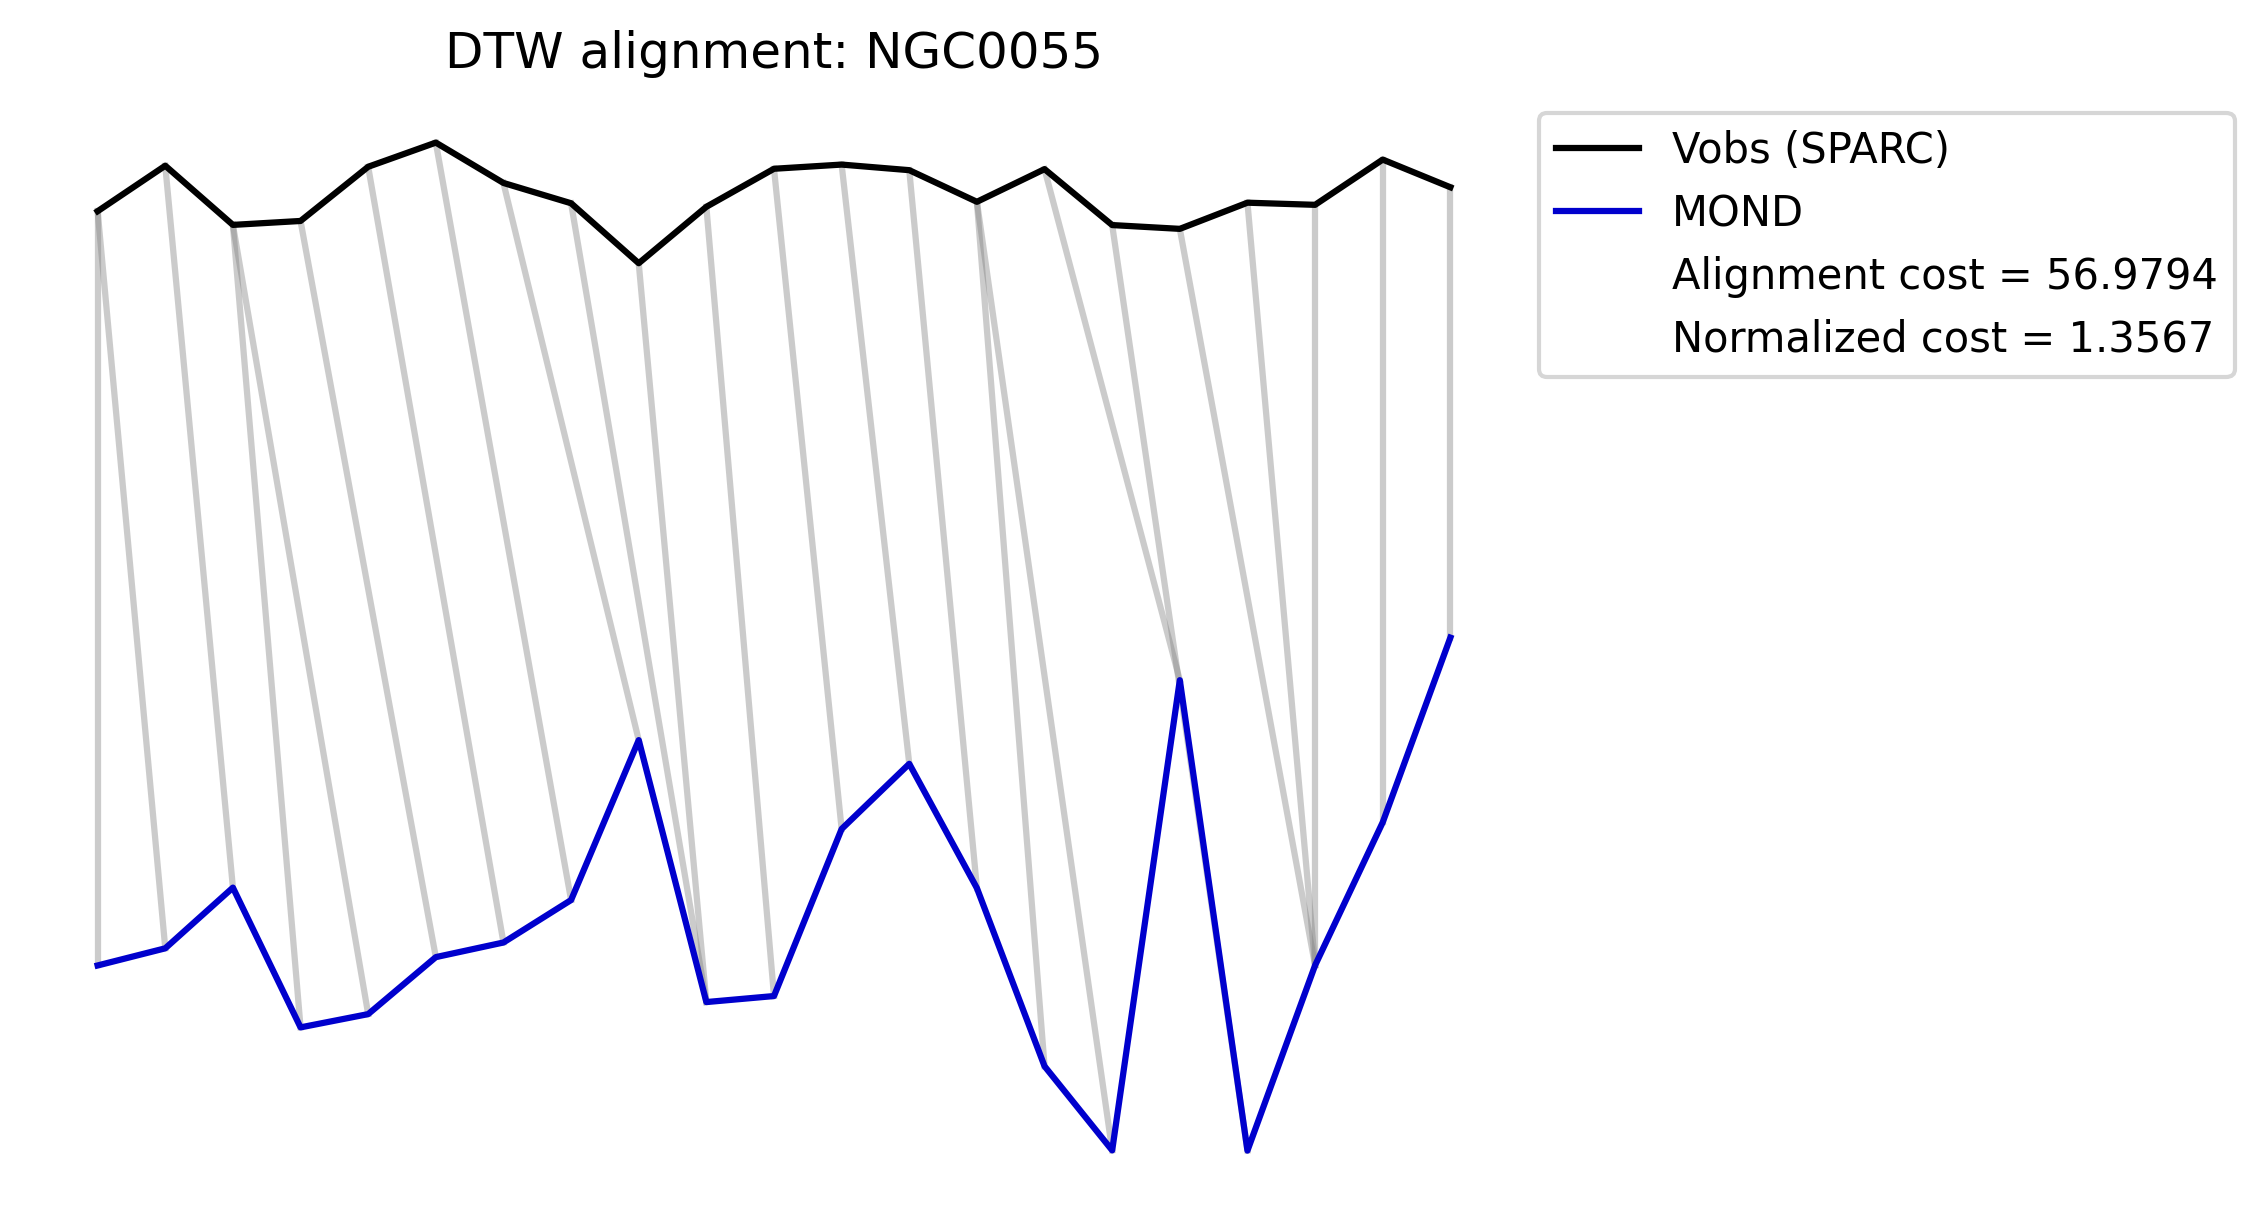 DTW alignment: NGC0055
Vobs (SPARC)
MOND
Alignment cost = 56.9794
Normalized cost = 1.3567